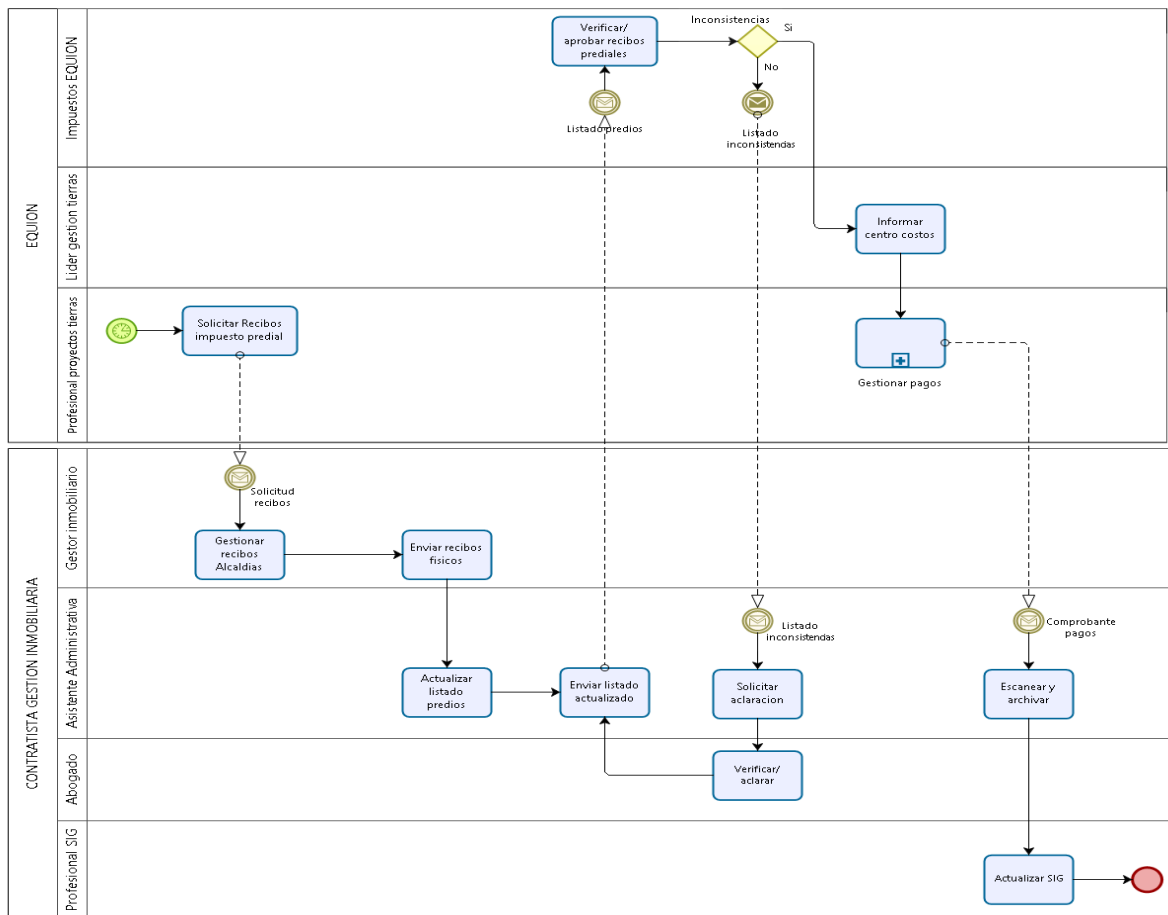 EQUION
Impuestos EQUION
Verificar/
aprobar recibos
prediales
Inconsistencias
Si
No
Listado predios
Listado
inconsistendas
Lider gestion tierras
Informar
centro costos
Profesional proyectos tierras
Solicitar Recibos
impuesto predial
Gestionar pagos
CONTRATISTA GESTION INMOBILIARIA
Gestor inmobiliario
Solicitud
recibos
Gestionar
recibos
Alcaldias
Enviar recibos
fisicos
Asistente Administrativa
Listado
inconsistendas
Comprobante
pagos
Actualizar
listado
predios
Enviar listado
actualizado
Solicitar
aclaracion
Escanear y
archivar
Abogado
Verificar/
aclarar
Profesional SIG
Actualizar SIG